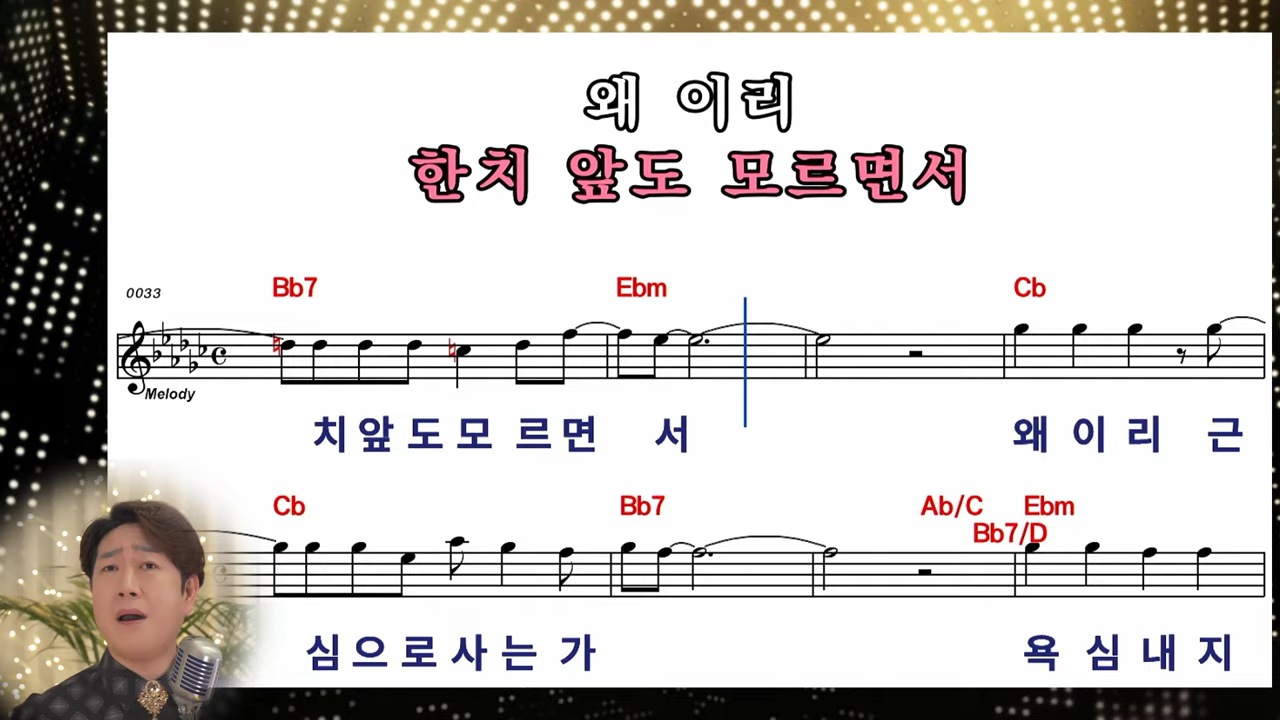 왜 이리
한치 앞도 모르면서
Bb7 Ebm Cb
0033
Melody
치 앞 도 모 르 면 서 왜 이 리 근
Cb Bb7 Ab/C Ebm
Bb7/D
심 으 로 사 는 가 욕 심 내 지